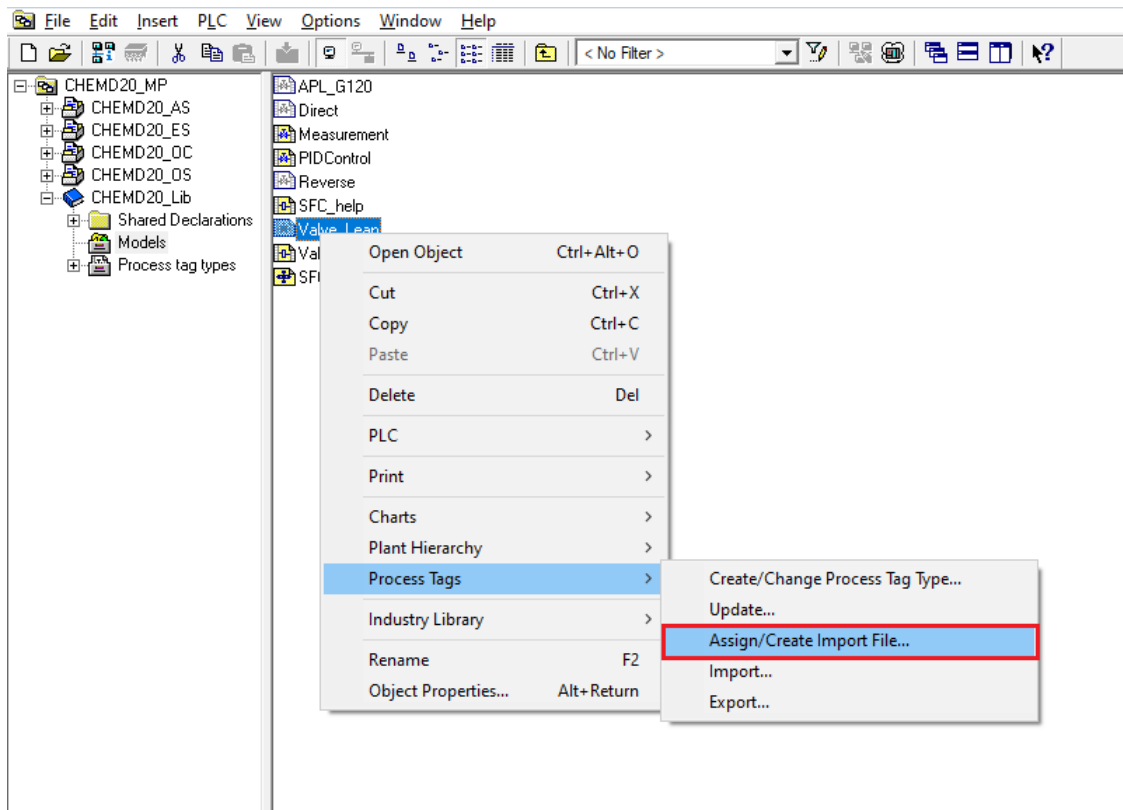 File Edit Insert PLC View Options Window Help
< No Filter >
CHEMD20_MP
CHEMD20_AS
CHEMD20_ES
CHEMD20_OC
CHEMD20_OS
CHEMD20_Lib
Shared Declarations
Models
Process tag types
APL_G120
Direct
Measurement
PIDControl
Reverse
SFC_help
Valve_Lean
Val
SF
Open Object Ctrl+Alt+O
Cut Ctrl+X
Copy Ctrl+C
Paste Ctrl+V
Delete Del
PLC
Print
Charts
Plant Hierarchy
Process Tags
Industry Library
Rename F2
Object Properties... Alt+Return
Create/Change Process Tag Type...
Update...
Assign/Create Import File...
Import...
Export...